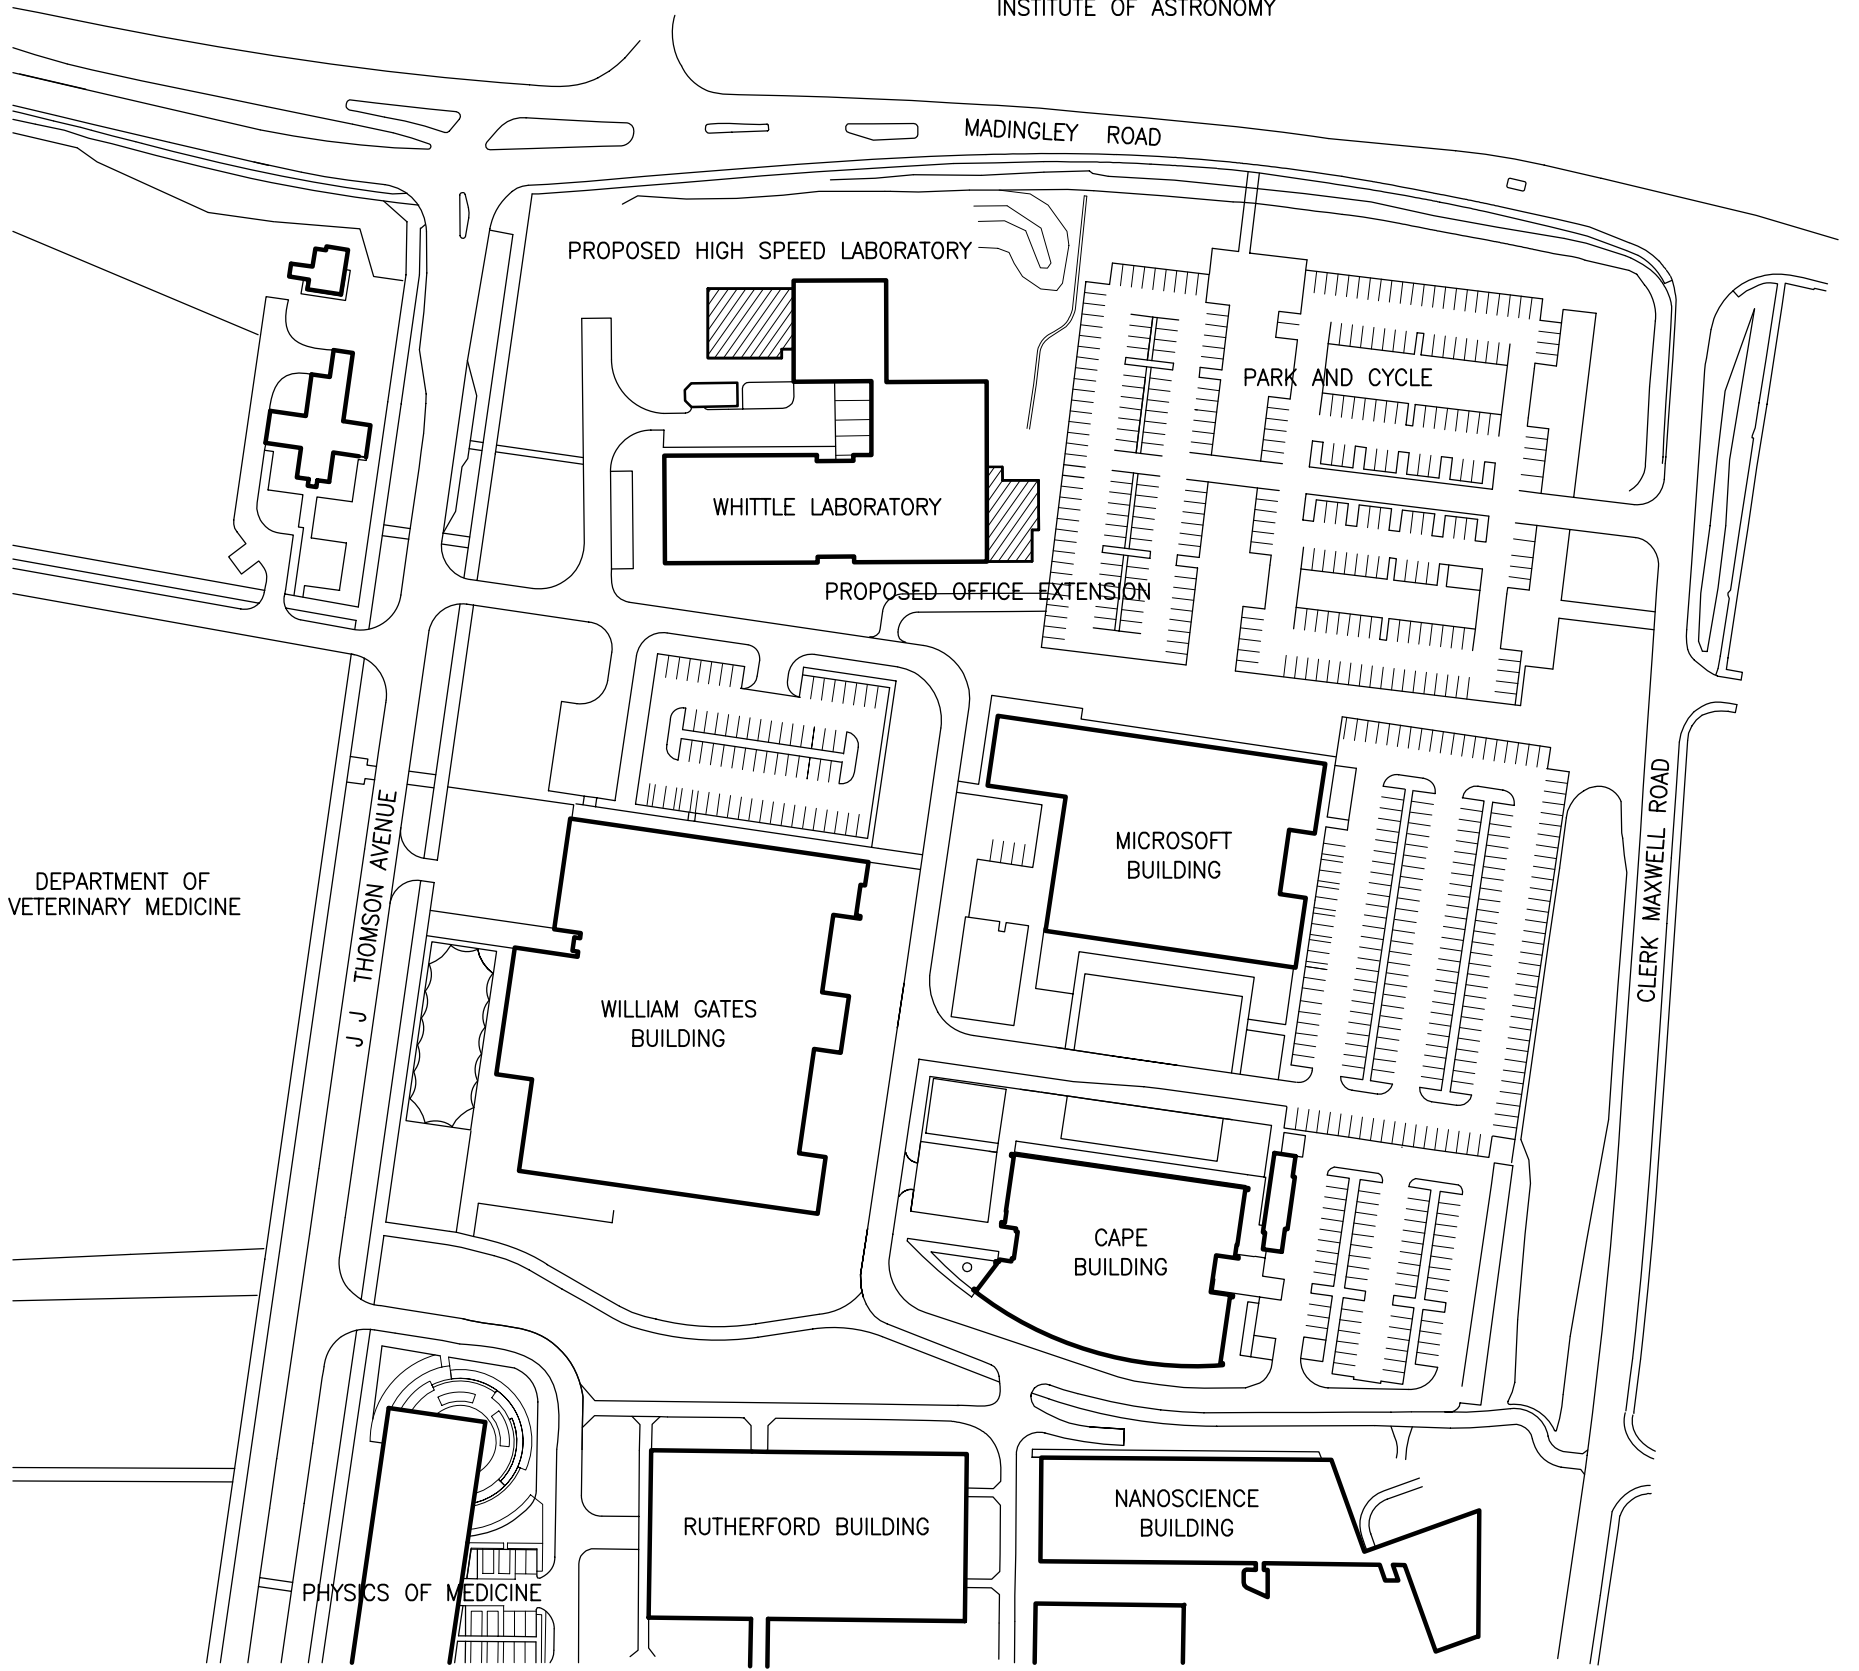 INSTITUTE OF ASTRONOMY
MADINGLEY ROAD
PROPOSED HIGH SPEED LABORATORY
PARK AND CYCLE
WHITTLE LABORATORY
PROPOSED OFFICE EXTENSION
MICROSOFT
BUILDING
CLERK MAXWELL ROAD
J J THOMSON AVENUE
DEPARTMENT OF
VETERINARY MEDICINE
WILLIAM GATES
BUILDING
CAPE
BUILDING
NANOSCIENCE
BUILDING
RUTHERFORD BUILDING
PHYSICS OF MEDICINE